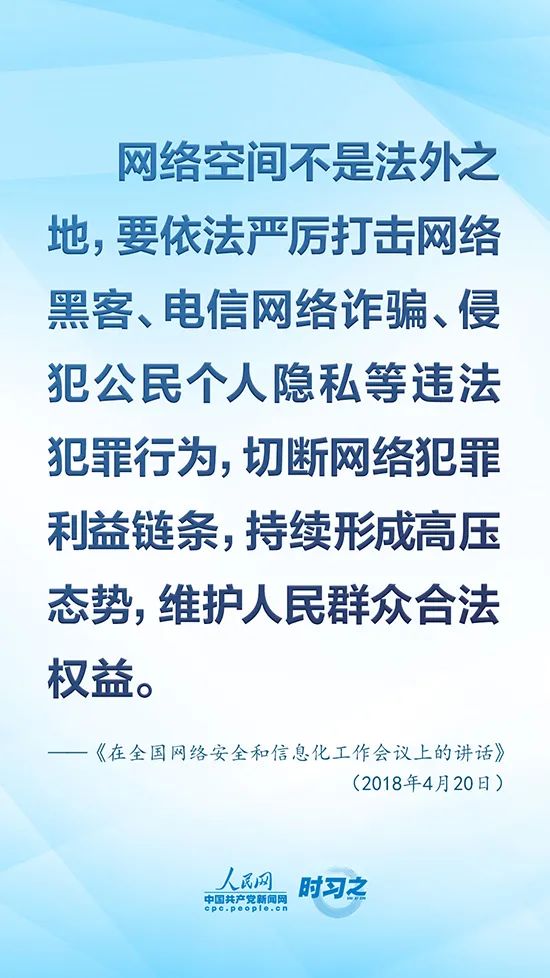 网络空间不是法外之
地，要依法严厉打击网络
黑客、电信网络诈骗、侵
犯公民个人隐私等违法
犯罪行为，切断网络犯罪
利益链条，持续形成高压
态势，维护人民群众合法
权益。
——《在全国网络安全和信息化工作会议上的讲话》
（2018年4月20日）
人民网
中国共产党新闻网
cpc.people.cn
时习之